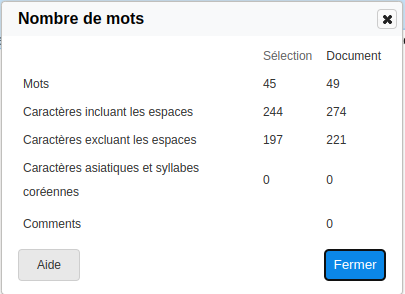 Nombre de mots
Sélection Document
Mots 45 49
Caractères incluant les espaces 244 274
Caractères excluant les espaces 197 221
Caractères asiatiques et syllabes
coréennes 0 0
Comments 0
Aide Fermer